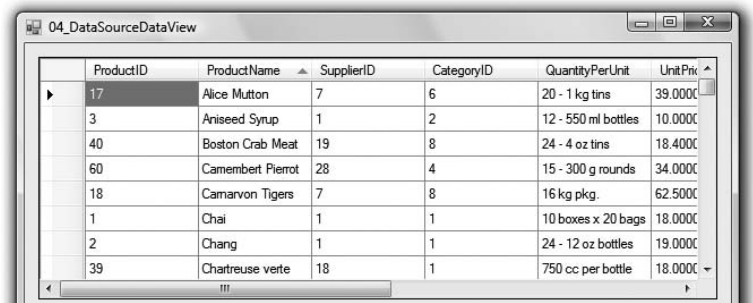 04_DataSourceDataView
ProductID ProductName SupplierID CategoryID QuantityPerUnit UnitPric
17 Alice Mutton 7 6 20 - 1 kg tins 39.0000
3 Aniseed Syrup 1 2 12 - 550 ml bottles 10.0000
40 Boston Crab Meat 19 8 24 - 4 oz tins 18.4000
60 Camembert Pierrot 28 4 15 - 300 g rounds 34.0000
18 Carnarvon Tigers 7 8 16 kg pkg. 62.5000
1 Chai 1 1 10 boxes x 20 bags 18.0000
2 Chang 1 1 24 - 12 oz bottles 19.0000
39 Chartreuse verte 18 1 750 cc per bottle 18.0000